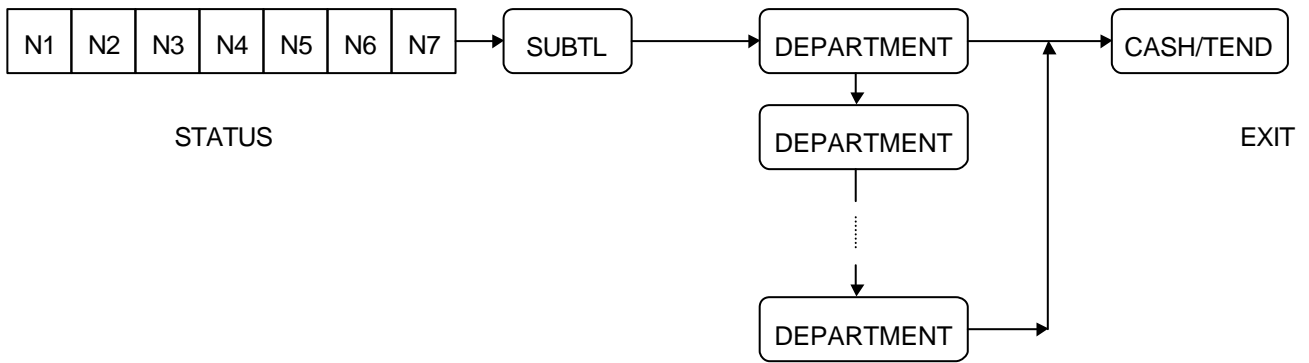 N1 N2 N3 N4 N5 N6 N7 SUBTL DEPARTMENT CASH/TEND
STATUS DEPARTMENT EXIT
DEPARTMENT